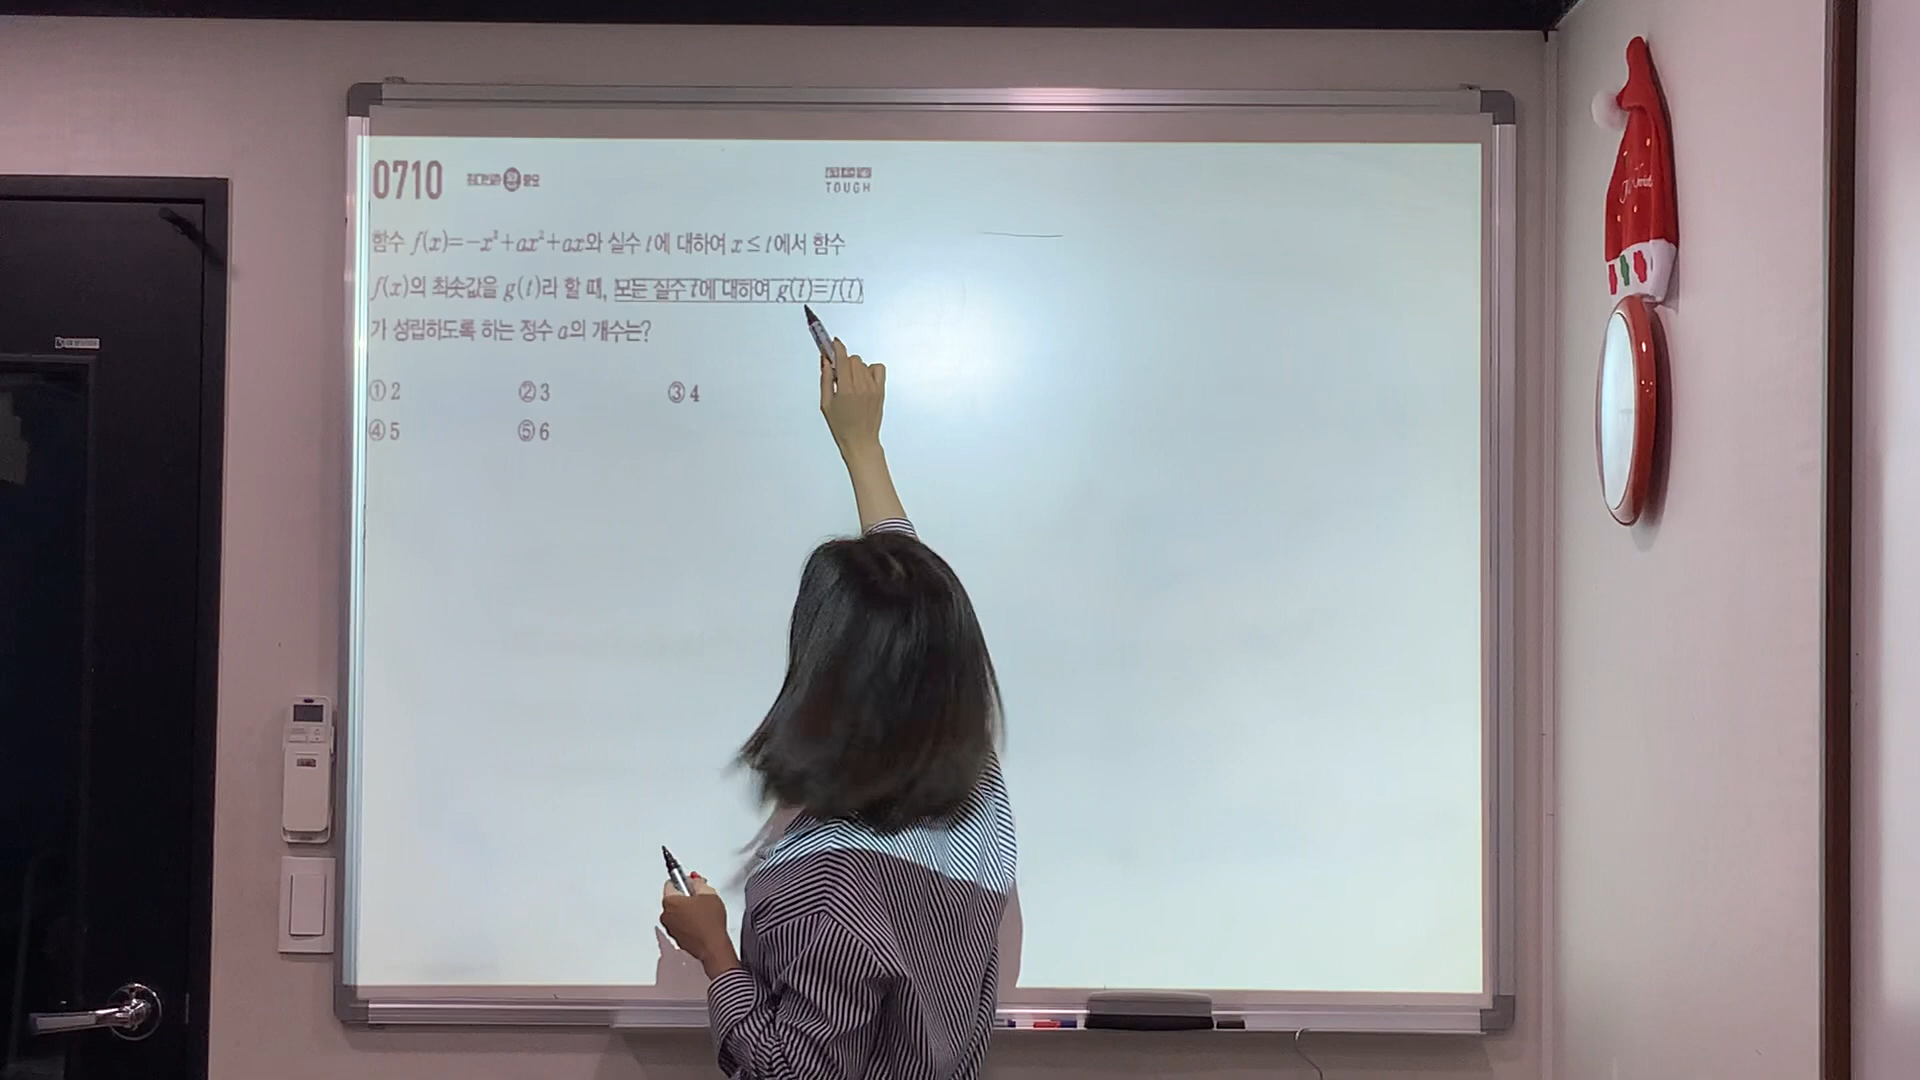 0710
TOUGH
함수 f(x)=-x³+ax²+ax와 실수 t에 대하여 x≤t에서 함수
f(x)의 최솟값을 g(t)라 할 때, 모든 실수 t에 대하여 g(t)=f(t)
가 성립하도록 하는 정수 a의 개수는?
① 2 ② 3 ③ 4
④ 5 ⑤ 6